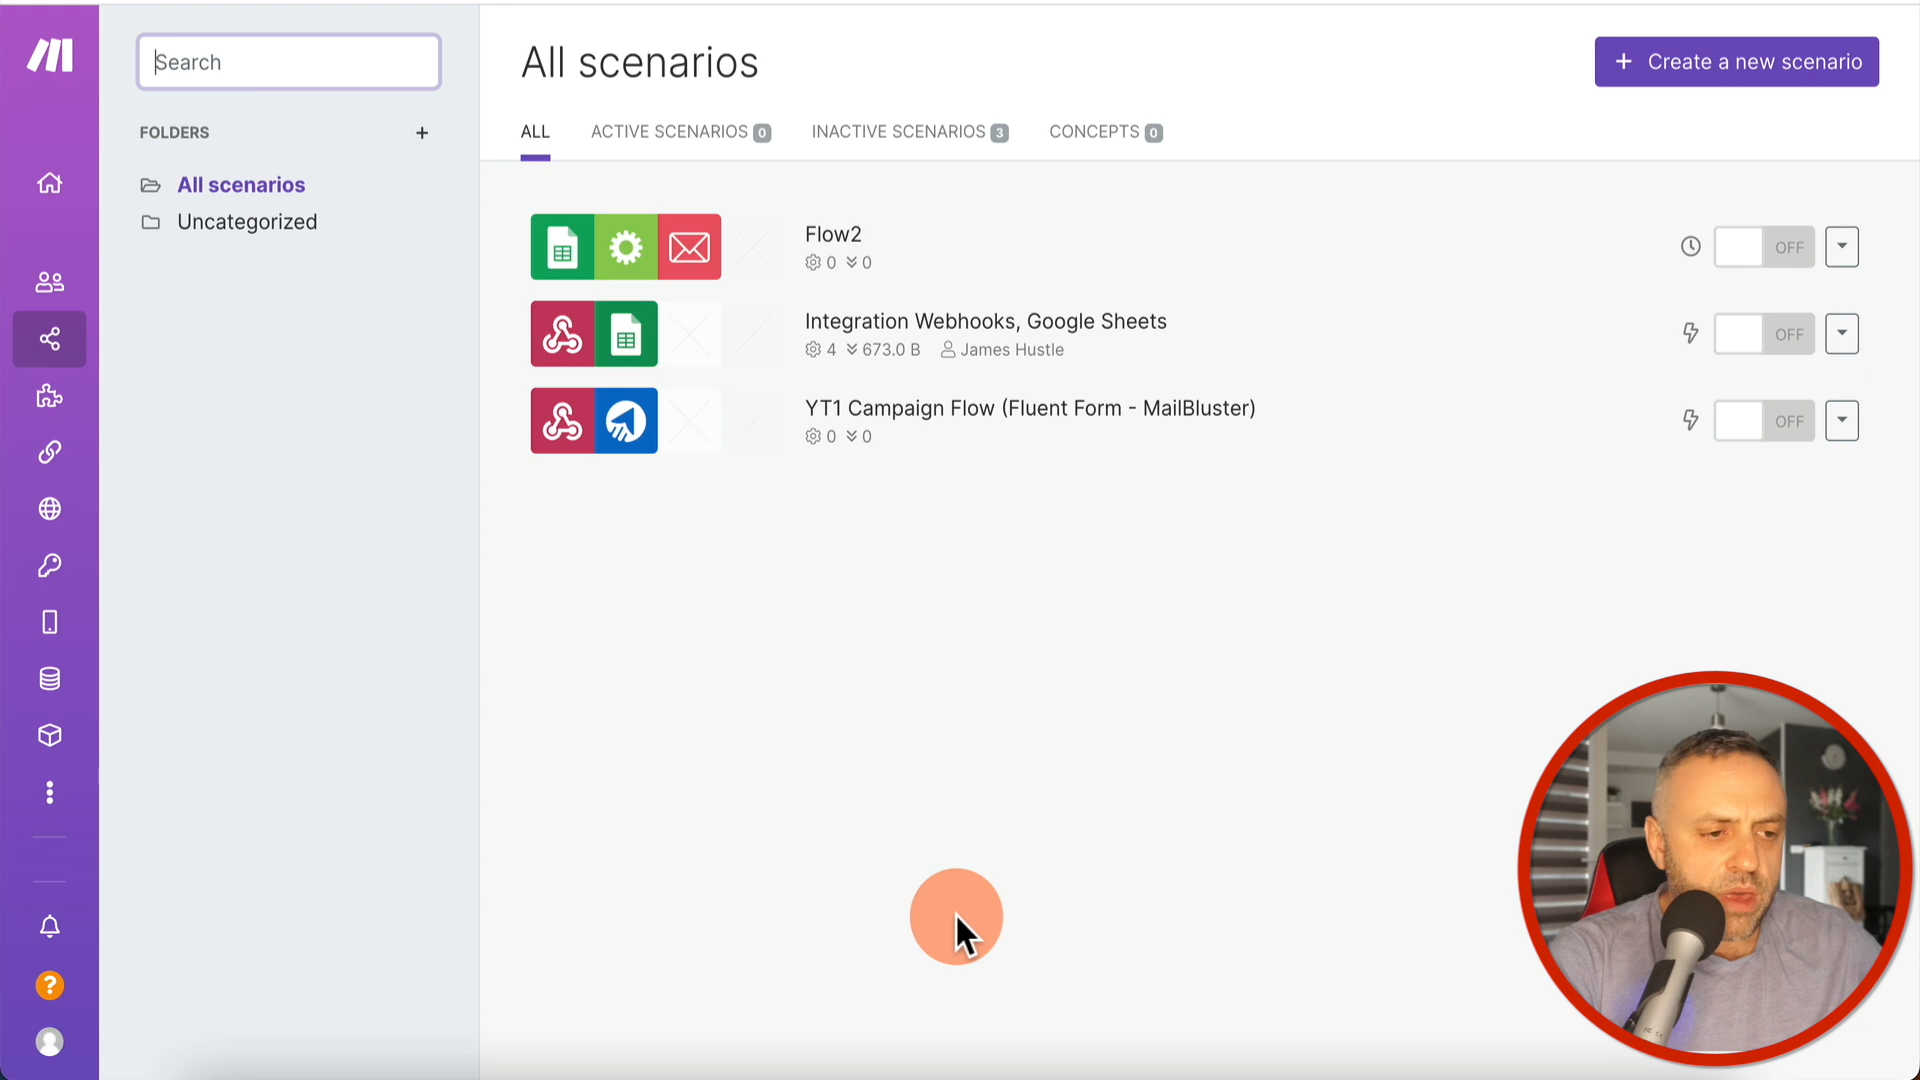 Search
FOLDERS
All scenarios
Uncategorized
All scenarios
+ Create a new scenario
ALL
ACTIVE SCENARIOS 0
INACTIVE SCENARIOS 3
CONCEPTS 0
Flow2
0 0
OFF
Integration Webhooks, Google Sheets
4 673.0 B James Hustle
OFF
YT1 Campaign Flow (Fluent Form - MailBluster)
0 0
OFF
?